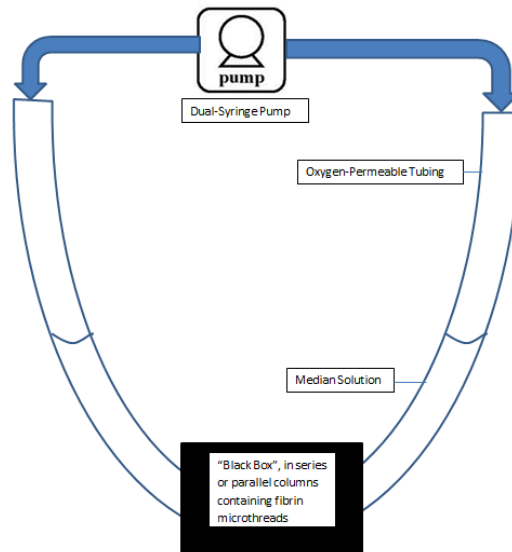 pump
Dual-Syringe Pump
Oxygen-Permeable Tubing
Median Solution
“Black Box”, in series
or parallel columns
containing fibrin
microthreads